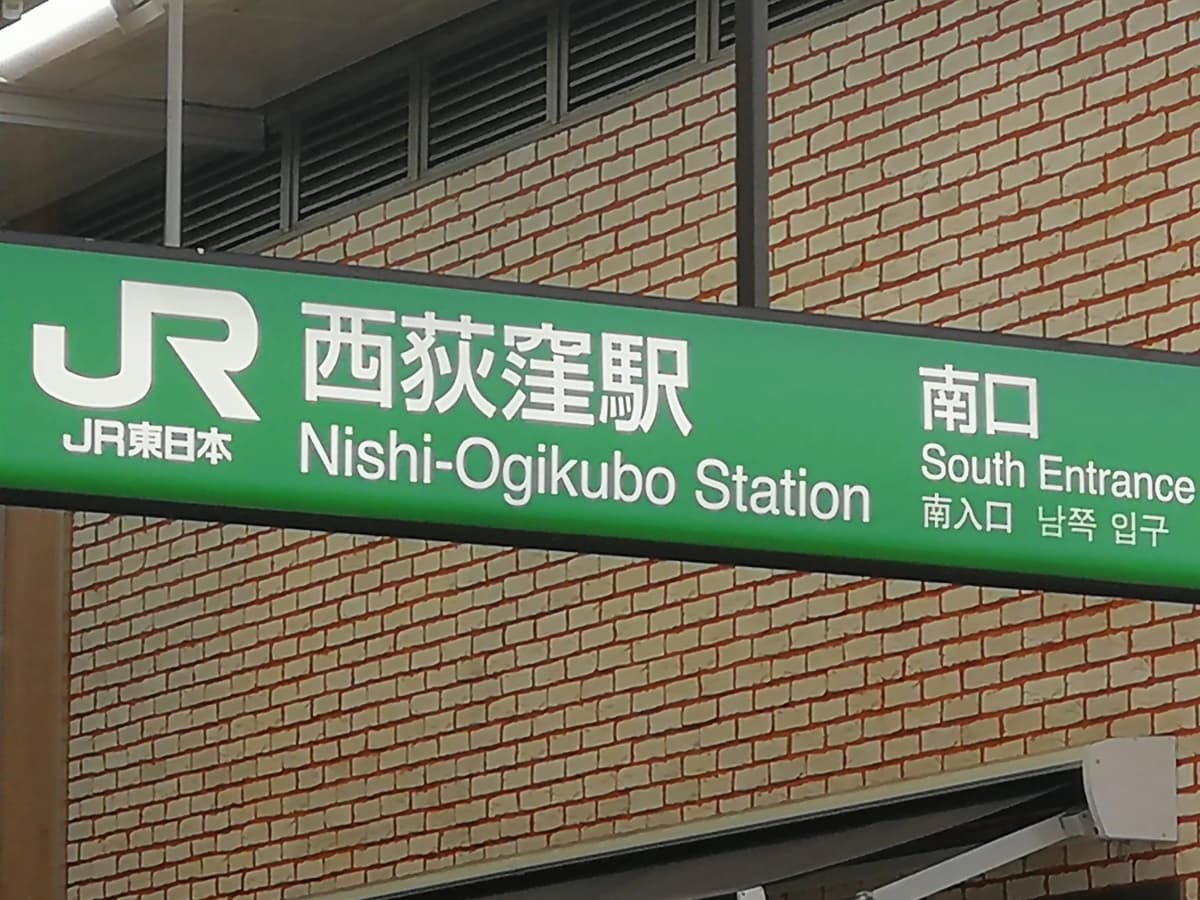 JR
JR東日本
西荻窪駅
Nishi-Ogikubo Station
南口
South Entrance
南入口 남쪽 입구